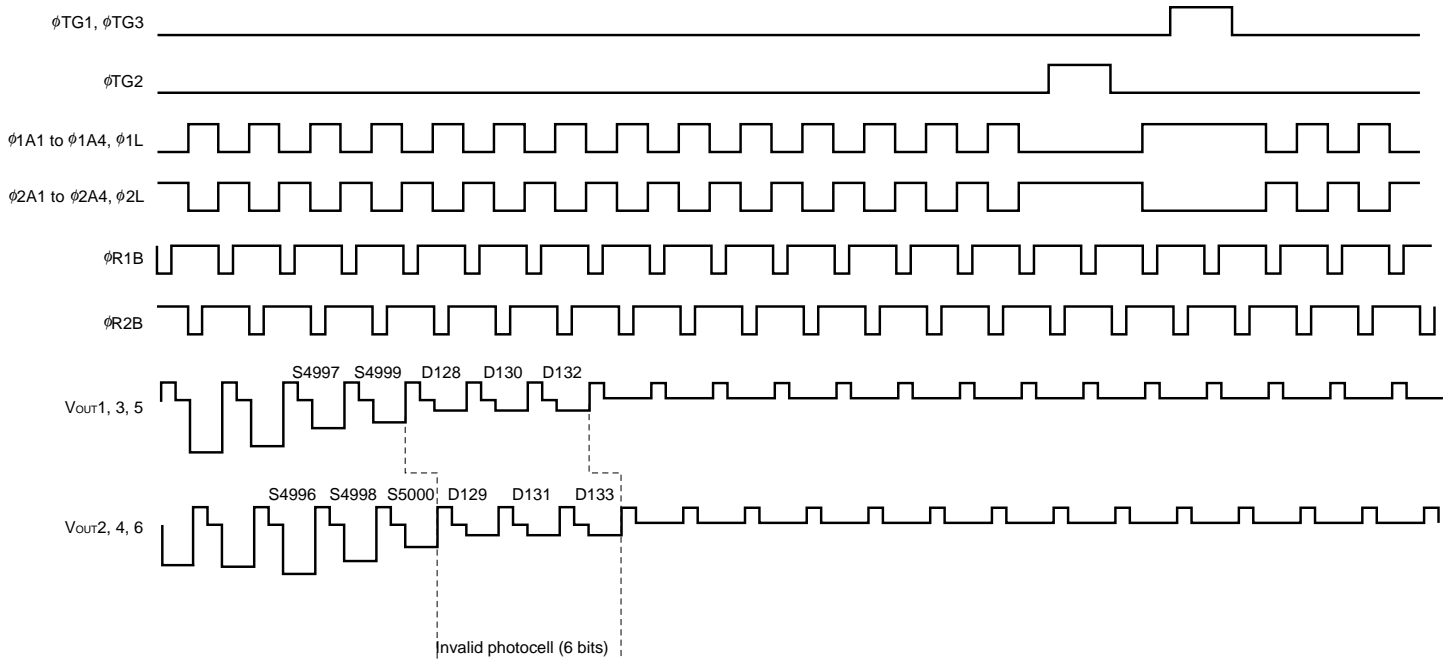 ϕTG1, ϕTG3
ϕTG2
ϕ1A1 to ϕ1A4, ϕ1L
ϕ2A1 to ϕ2A4, ϕ2L
ϕR1B
ϕR2B
S4997 S4999 D128 D130 D132
VOUT1, 3, 5
S4996 S4998 S5000 D129 D131 D133
VOUT2, 4, 6
Invalid photocell (6 bits)